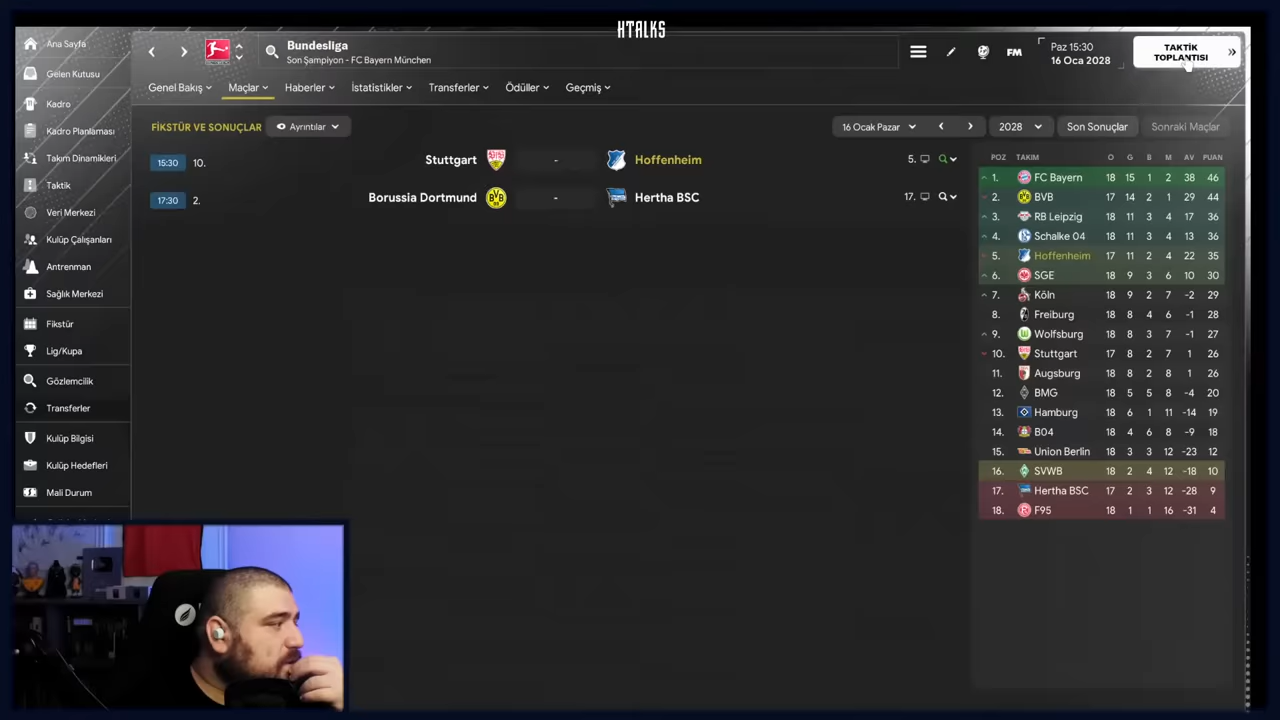 HTALKS
Ana Sayfa
Gelen Kutusu
Kadro
Kadro Planlaması
Takım Dinamikleri
Taktik
Veri Merkezi
Kulüp Çalışanları
Antrenman
Sağlık Merkezi
Fikstür
Lig/Kupa
Gözlemcilik
Transferler
Kulüp Bilgisi
Kulüp Hedefleri
Mali Durum
Bundesliga
Son Şampiyon - FC Bayern München
FM
Paz 15:30
16 Oca 2028
TAKTİK
TOPLANTISI
Genel Bakış Maçlar Haberler İstatistikler Transferler Ödüller Geçmiş
FİKSTÜR VE SONUÇLAR Ayrıntılar 16 Ocak Pazar 2028 Son Sonuçlar Sonraki Maçlar
15:30 10. Stuttgart - Hoffenheim 5.
17:30 2. Borussia Dortmund - Hertha BSC 17.
POZ TAKIM O G B M AV PUAN
1. FC Bayern 18 15 1 2 38 46
2. BVB 17 14 2 1 29 44
3. RB Leipzig 18 11 3 4 17 36
4. Schalke 04 18 11 3 4 13 36
5. Hoffenheim 17 11 2 4 22 35
6. SGE 18 9 3 6 10 30
7. Köln 18 9 2 7 -2 29
8. Freiburg 18 8 4 6 -1 28
9. Wolfsburg 18 8 3 7 -1 27
10. Stuttgart 17 8 2 7 1 26
11. Augsburg 18 8 2 8 1 26
12. BMG 18 5 5 8 -4 20
13. Hamburg 18 6 1 11 -14 19
14. B04 18 4 6 8 -9 18
15. Union Berlin 18 3 3 12 -23 12
16. SVWB 18 2 4 12 -18 10
17. Hertha BSC 17 2 3 12 -28 9
18. F95 18 1 1 16 -31 4